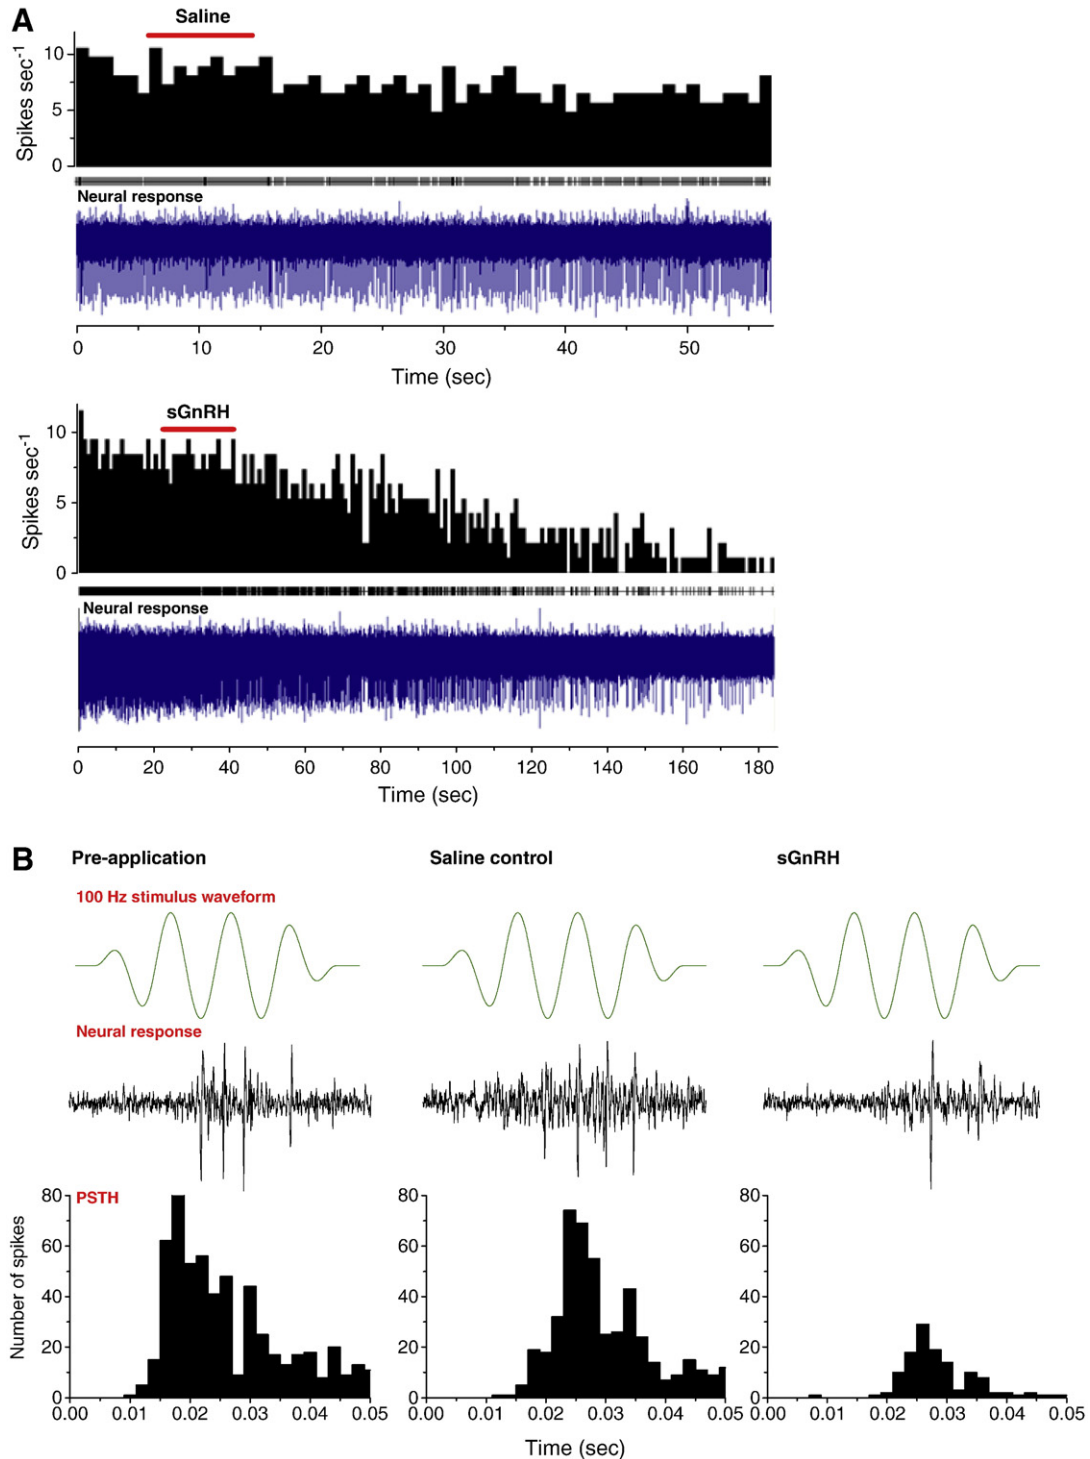 A
Saline
Spikes sec-1
10
5
0
Neural response
0 10 20 30 40 50
Time (sec)
sGnRH
Spikes sec-1
10
5
0
Neural response
0 20 40 60 80 100 120 140 160 180
Time (sec)
B
Pre-application Saline control sGnRH
100 Hz stimulus waveform
Neural response
PSTH
Number of spikes
80 80 80
60 60 60
40 40 40
20 20 20
0 0 0
0.00 0.01 0.02 0.03 0.04 0.05 0.00 0.01 0.02 0.03 0.04 0.05 0.00 0.01 0.02 0.03 0.04 0.05
Time (sec)